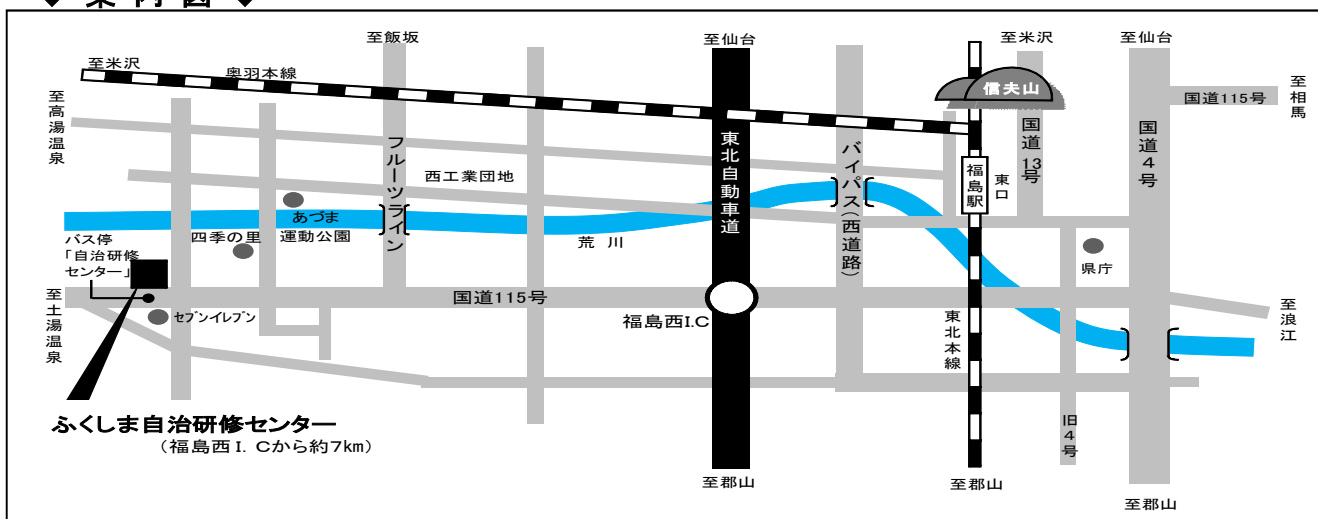 ◆ 案 内 図 ◆
至飯坂
至仙台
至米沢
至仙台
至米沢
奥羽本線
信夫山
国道115号
至相馬
至高湯温泉
フルーツライン
東北自動車道
バイパス(西道路)
国道13号
国道4号
西工業団地
福島駅
東口
あづま
運動公園
四季の里
荒川
バス停
「自治研修
センター」
県庁
至土湯温泉
国道115号
セブンイレブン
福島西I.C
東北本線
至浪江
ふくしま自治研修センター
(福島西I. Cから約7km)
旧4号
至郡山
至郡山
至郡山